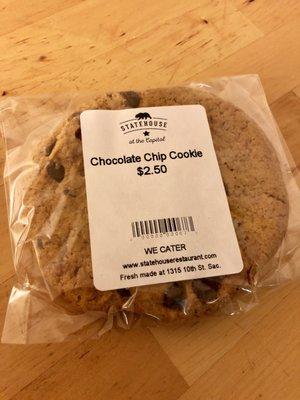 STATEHOUSE
at the Capitol
Chocolate Chip Cookie
$2.50
WE CATER
www.statehouserestaurant.com
Fresh made at 1315 10th St. Sac.